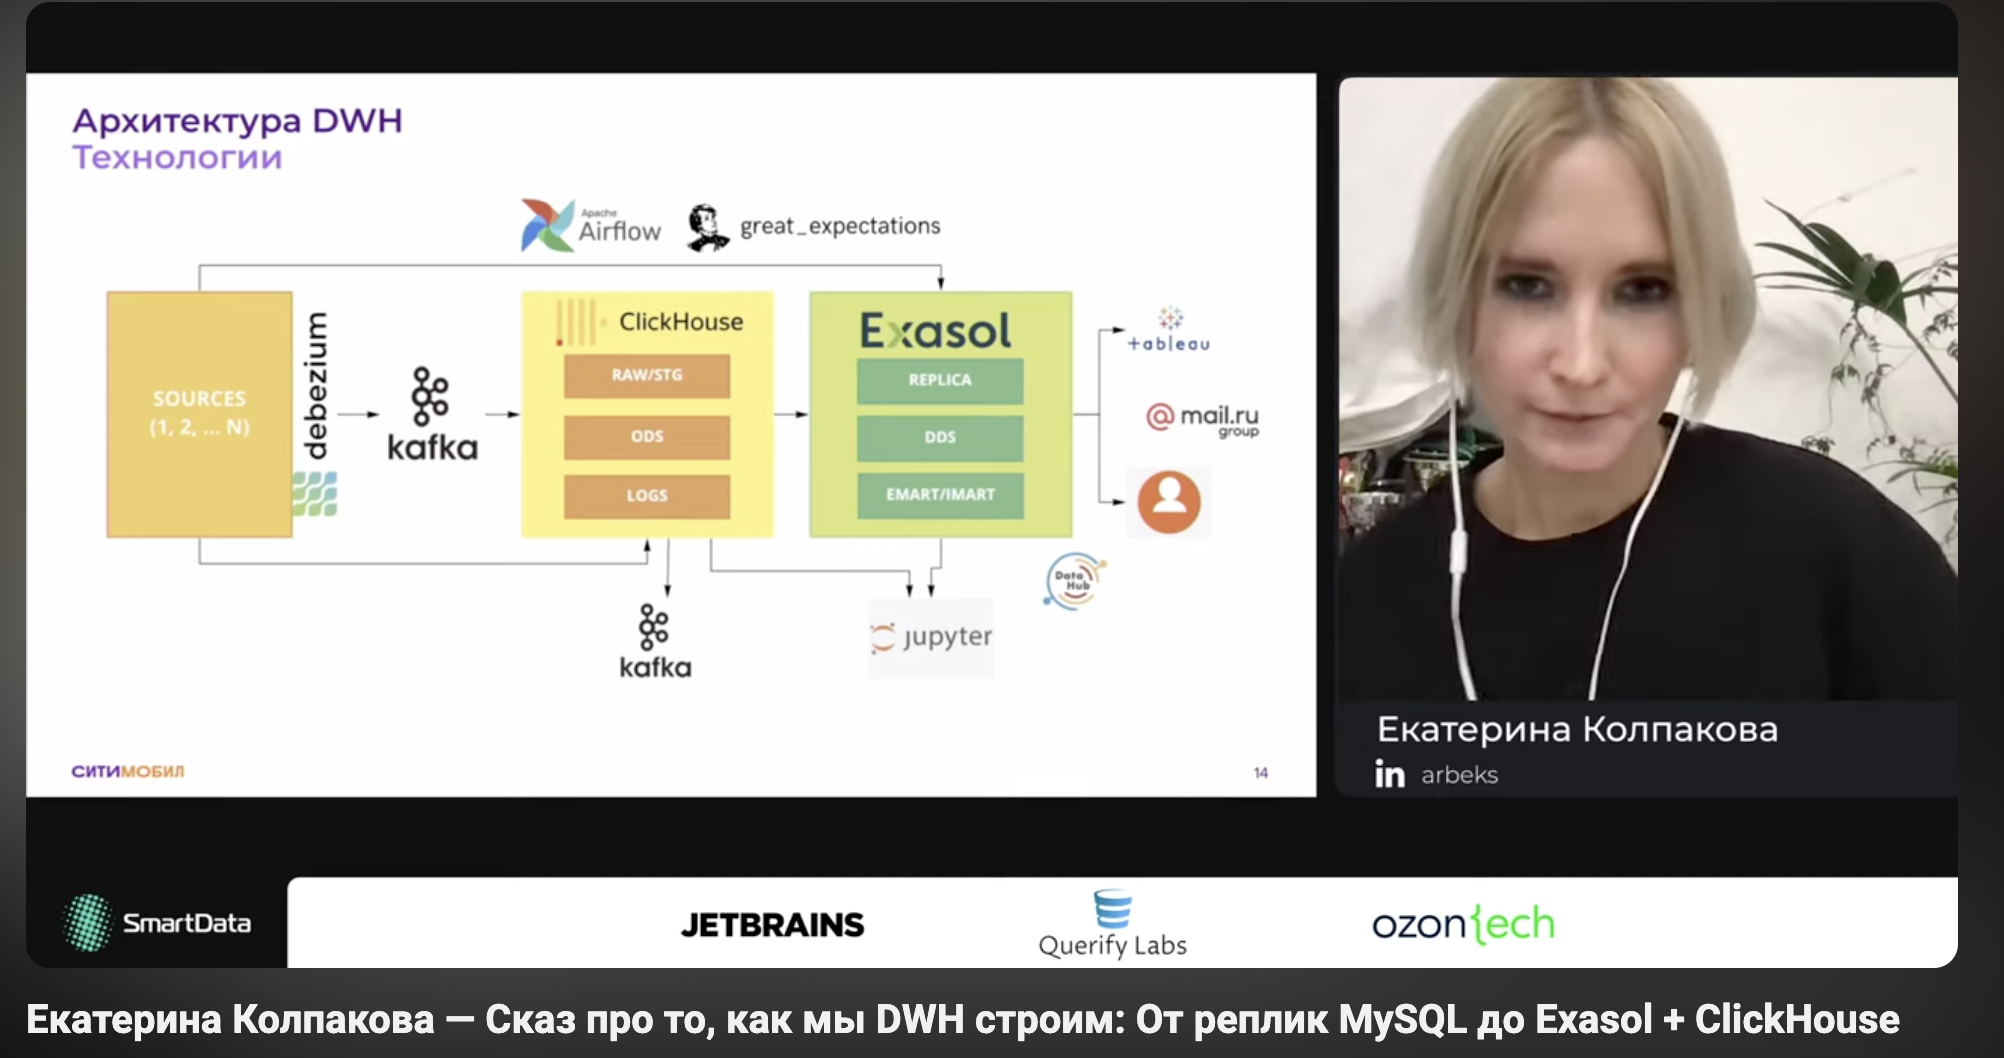 Архитектура DWH
Технологии
Apache
Airflow
great_expectations
SOURCES
(1, 2, ... N)
debezium
kafka
ClickHouse
RAW/STG
ODS
LOGS
Exasol
REPLICA
DDS
EMART/IMART
+ableau
@mail.ru
group
Data
Hub
kafka
jupyter
СИТИМОБИЛ
14
Екатерина Колпакова
in arbeks
SmartData
JETBRAINS
Querify Labs
ozon{ech
Екатерина Колпакова — Сказ про то, как мы DWH строим: От реплик MySQL до Exasol + ClickHouse